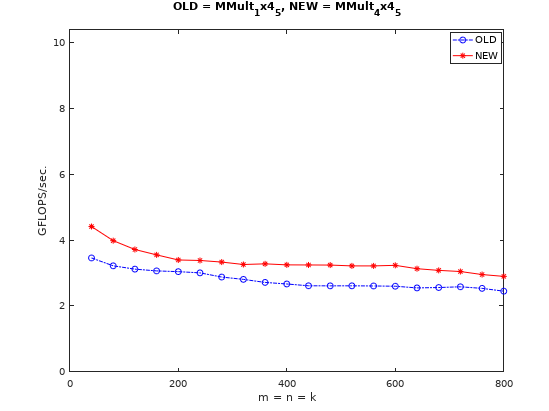 OLD = MMult₁x4₅, NEW = MMult₄x4₅
OLD
NEW
10
8
6
4
2
0
GFLOPS/sec.
0 200 400 600 800
m = n = k